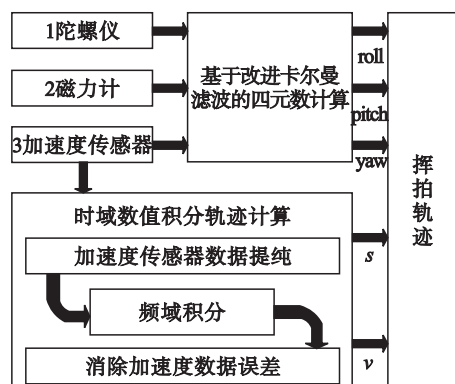 1陀螺仪
2磁力计
3加速度传感器
基于改进卡尔曼
滤波的四元数计算
roll
pitch
yaw
挥拍轨迹
时域数值积分轨迹计算
加速度传感器数据提纯
频域积分
消除加速度数据误差
s
v